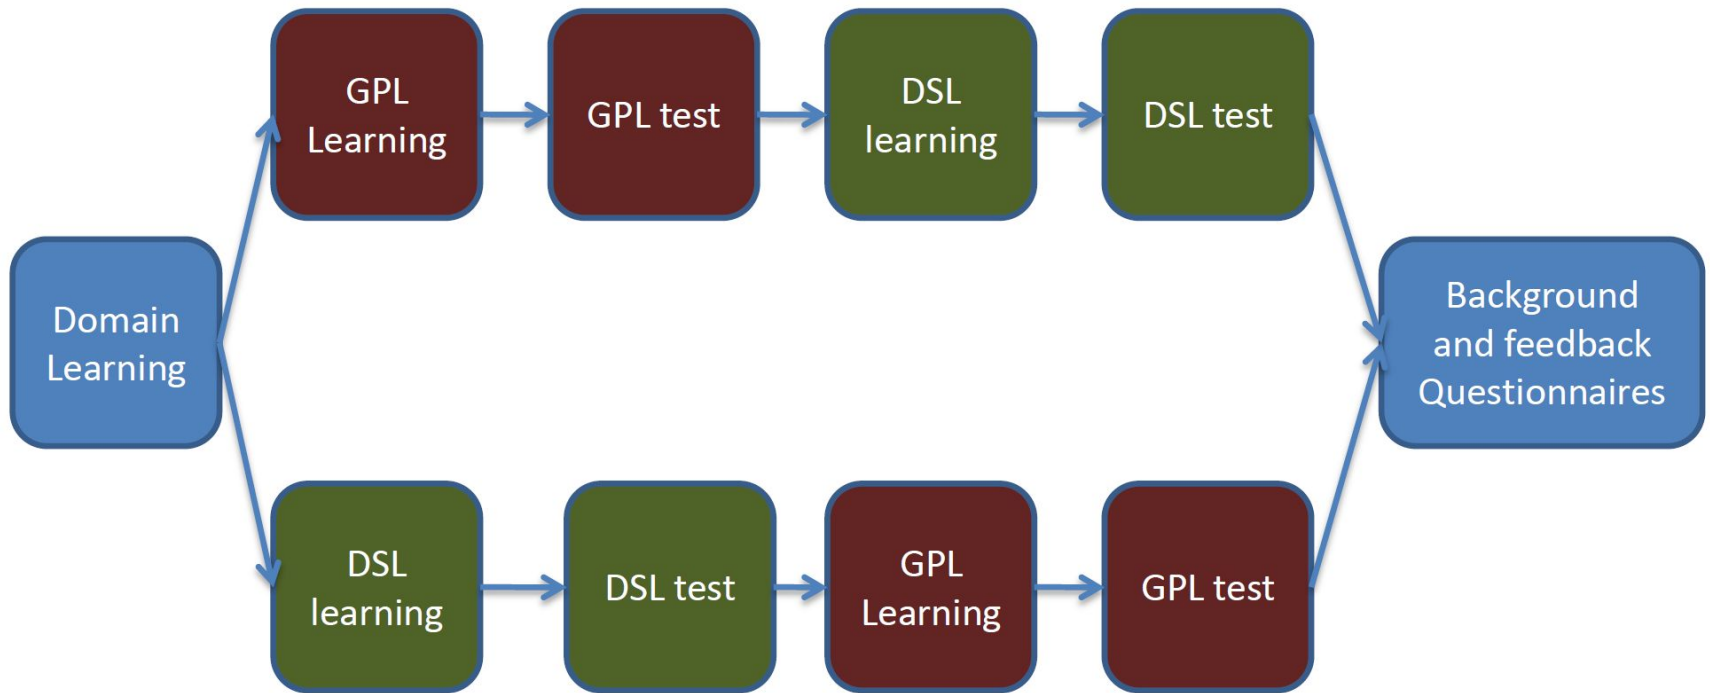 GPL
Learning
GPL test
DSL
learning
DSL test
Domain
Learning
Background
and feedback
Questionnaires
DSL
learning
DSL test
GPL
Learning
GPL test